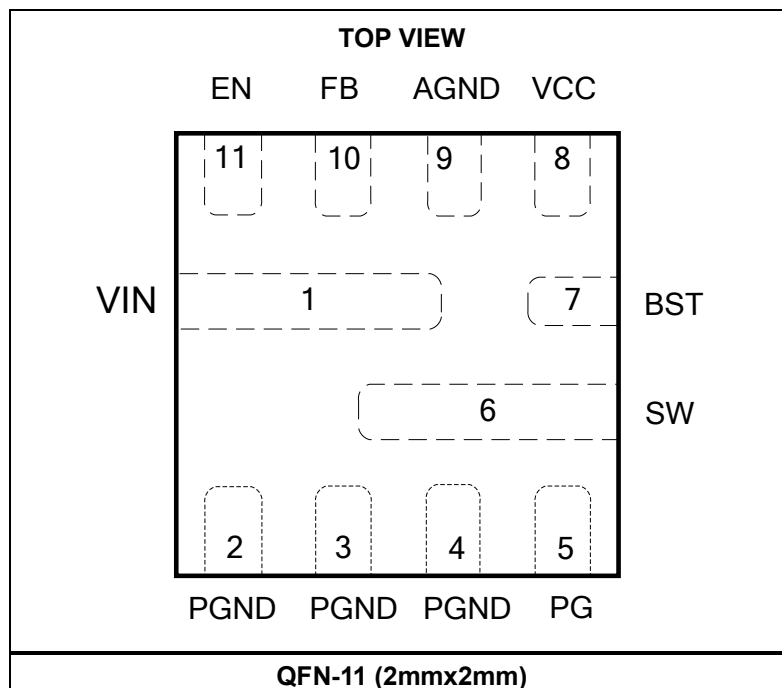 TOP VIEW
EN FB AGND VCC
11 10 9 8
VIN 1 7 BST
6 SW
2 3 4 5
PGND PGND PGND PG
QFN-11 (2mmx2mm)